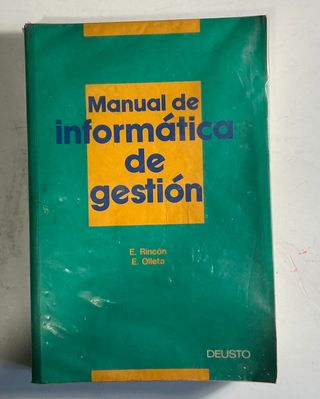 Manual de
informática
de
gestión
E. Rincón
E. Olleta
DEUSTO